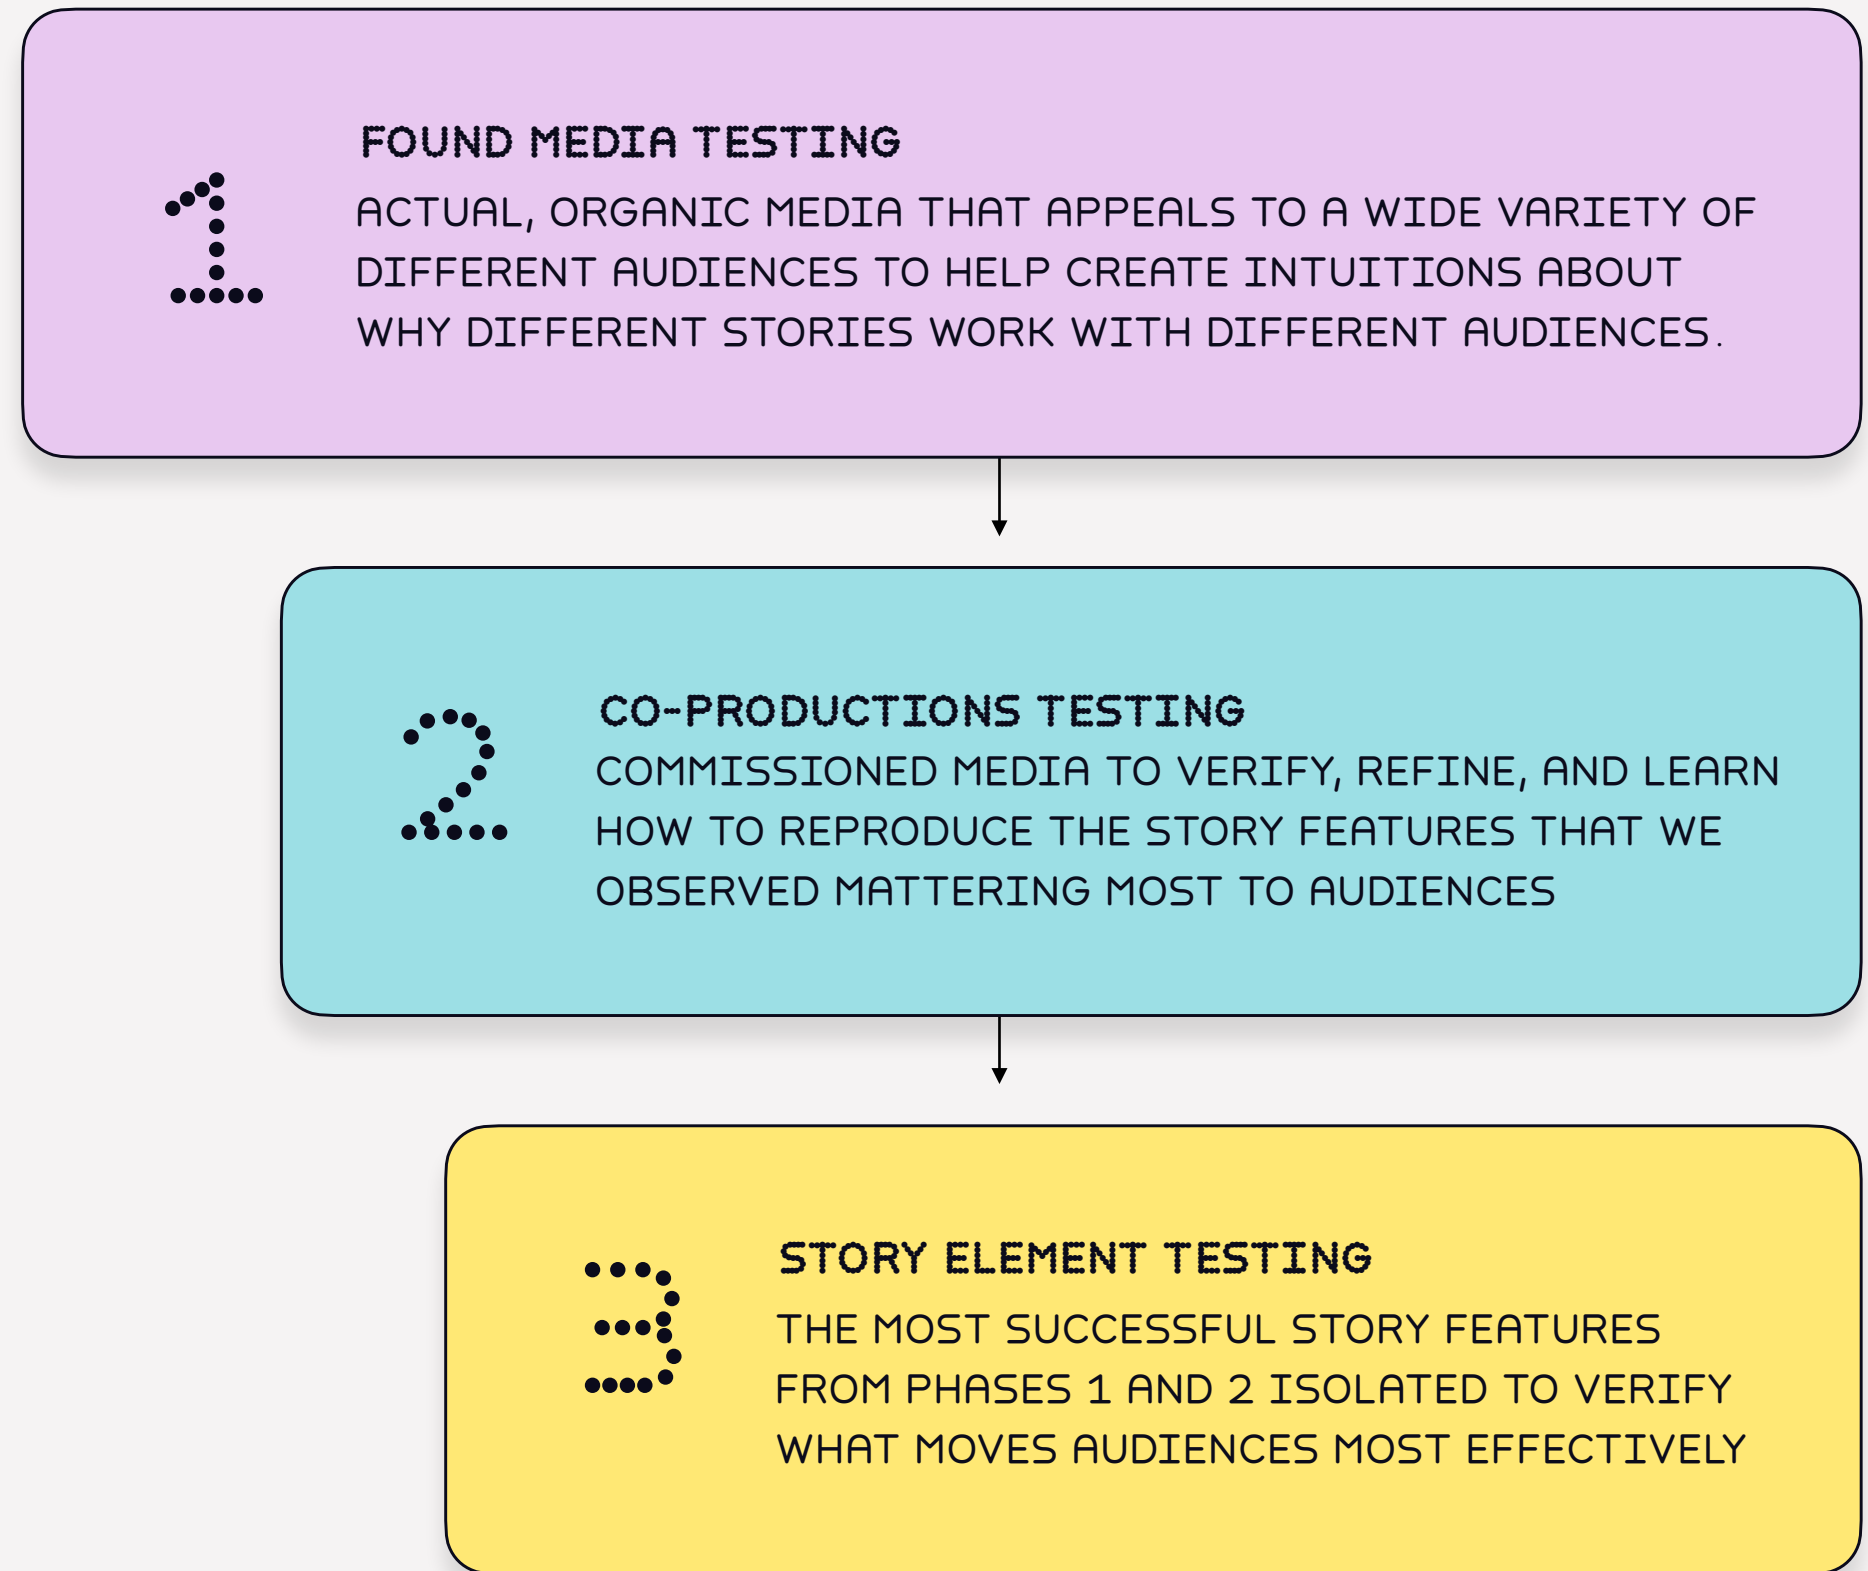 1
FOUND MEDIA TESTING
ACTUAL, ORGANIC MEDIA THAT APPEALS TO A WIDE VARIETY OF
DIFFERENT AUDIENCES TO HELP CREATE INTUITIONS ABOUT
WHY DIFFERENT STORIES WORK WITH DIFFERENT AUDIENCES.
2
CO-PRODUCTIONS TESTING
COMMISSIONED MEDIA TO VERIFY, REFINE, AND LEARN
HOW TO REPRODUCE THE STORY FEATURES THAT WE
OBSERVED MATTERING MOST TO AUDIENCES
3
STORY ELEMENT TESTING
THE MOST SUCCESSFUL STORY FEATURES
FROM PHASES 1 AND 2 ISOLATED TO VERIFY
WHAT MOVES AUDIENCES MOST EFFECTIVELY